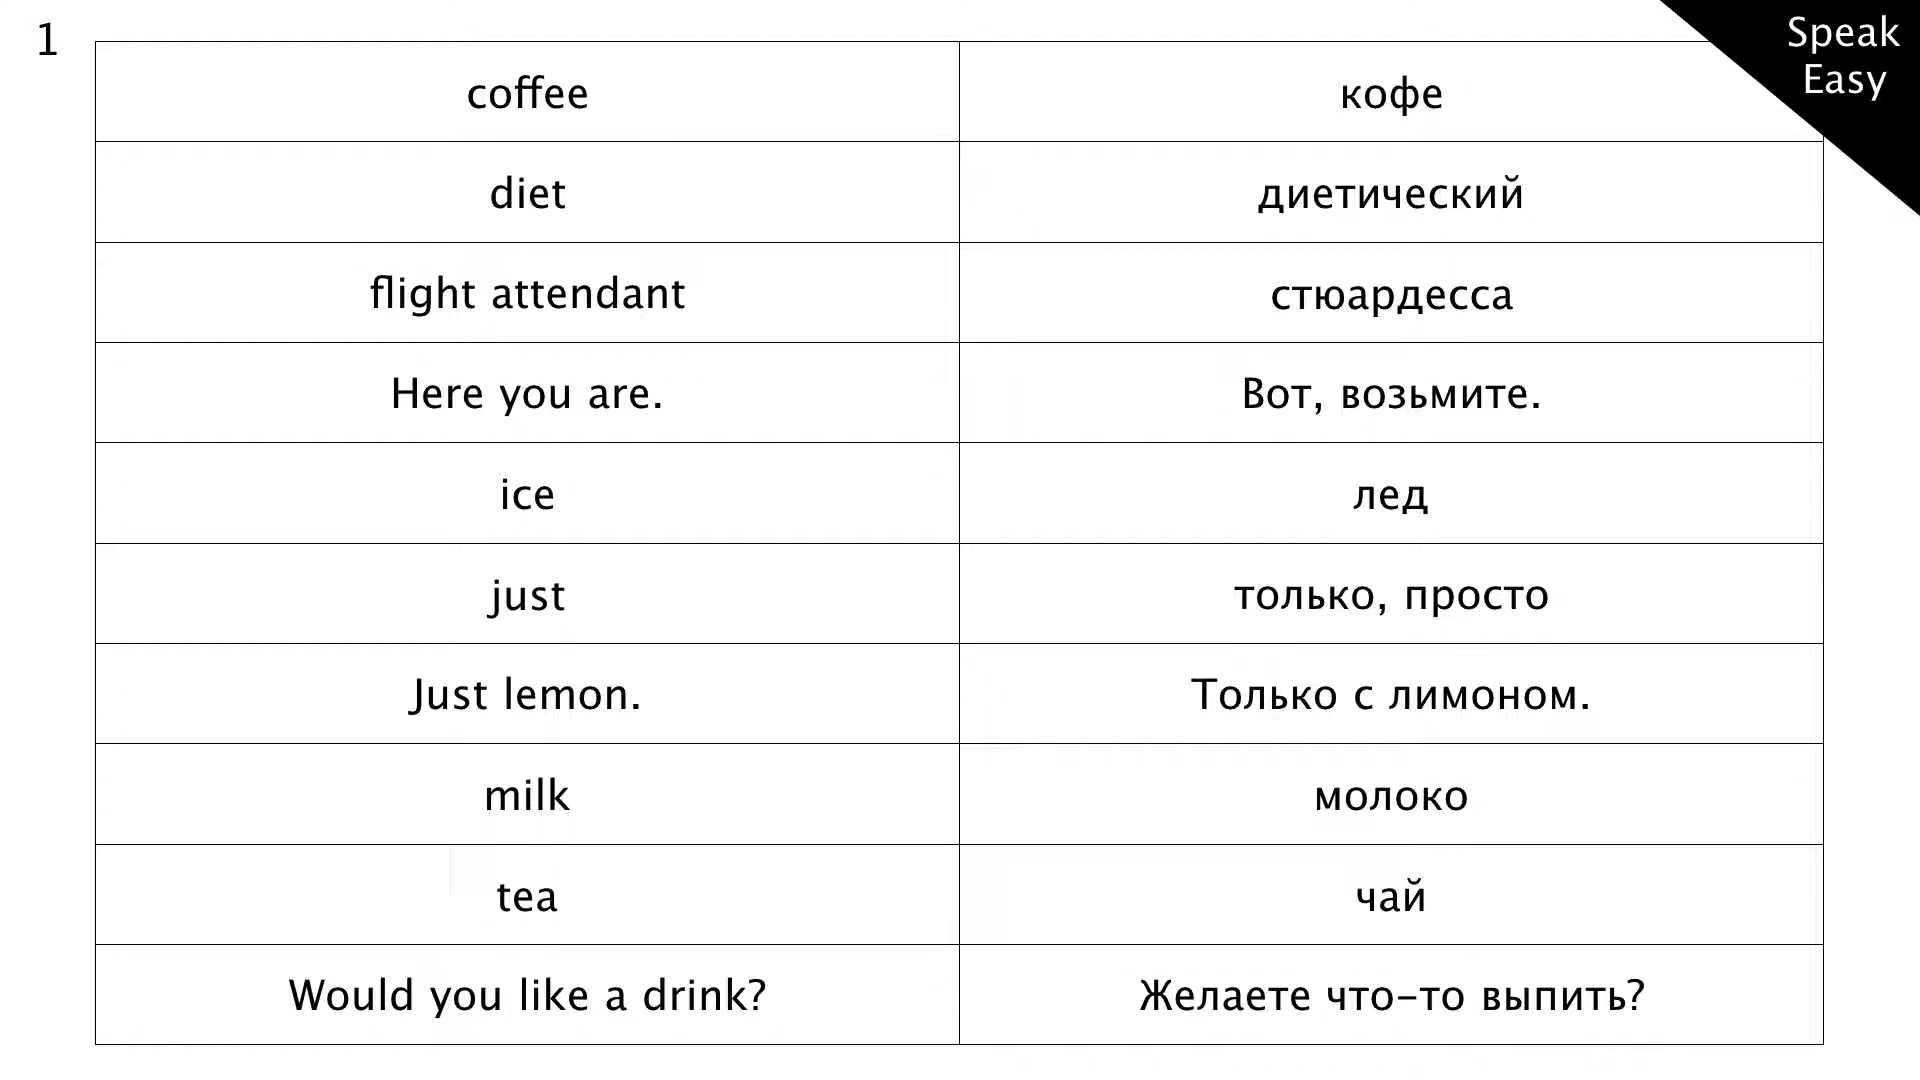 1
Speak
Easy
coffee кофе
diet диетический
flight attendant стюардесса
Here you are. Вот, возьмите.
ice лед
just только, просто
Just lemon. Только с лимоном.
milk молоко
tea чай
Would you like a drink? Желаете что-то выпить?